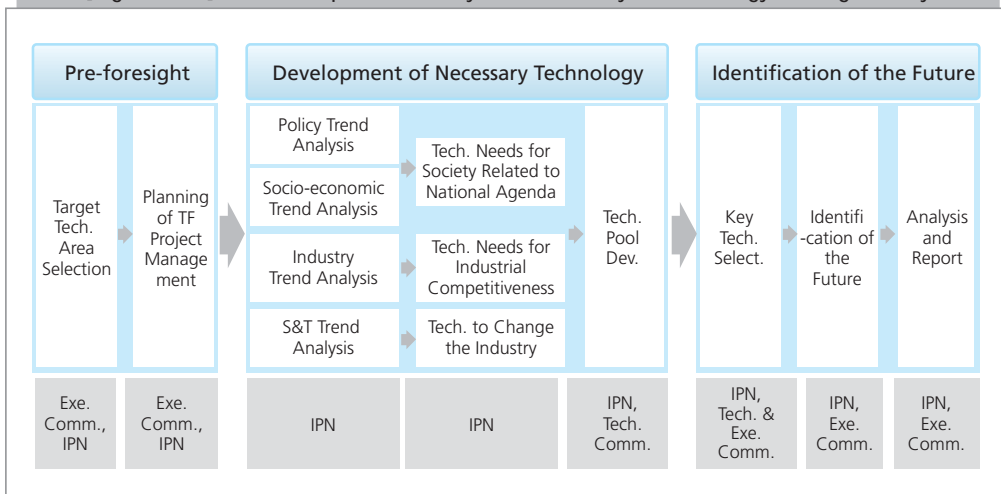 Pre-foresight
Development of Necessary Technology
Identification of the Future
Target
Tech.
Area
Selection
Planning
of TF
Project
Manage
ment
Policy Trend
Analysis
Socio-economic
Trend Analysis
Industry
Trend Analysis
S&T Trend
Analysis
Tech. Needs for
Society Related to
National Agenda
Tech. Needs for
Industrial
Competitiveness
Tech. to Change
the Industry
Tech.
Pool
Dev.
Key
Tech.
Select.
Identifi
-cation of
the
Future
Analysis
and
Report
Exe.
Comm.,
IPN
Exe.
Comm.,
IPN
IPN
IPN
IPN,
Tech.
Comm.
IPN,
Tech. &
Exe.
Comm.
IPN,
Exe.
Comm.
IPN,
Exe.
Comm.